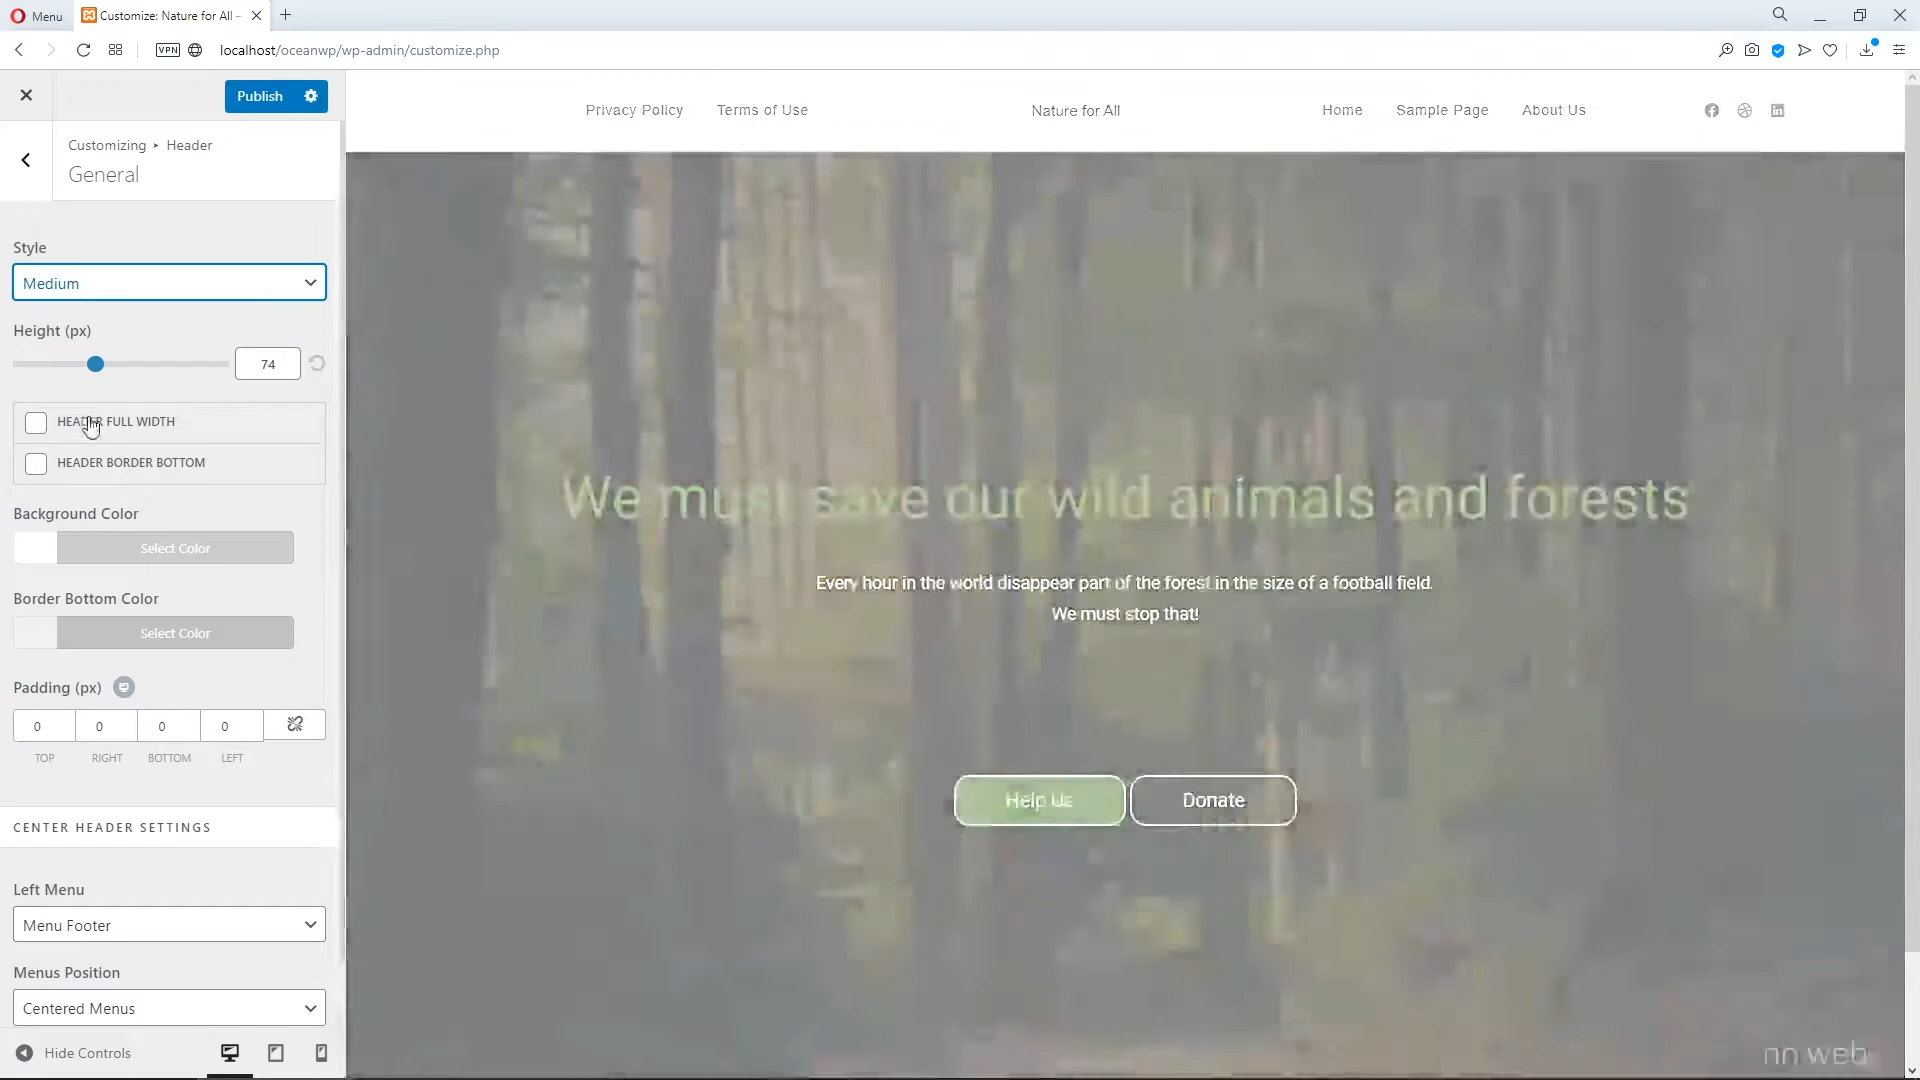 Menu
Customize: Nature for All –
VPN
localhost/oceanwp/wp-admin/customize.php
Publish
Customizing ▸ Header
General
Style
Medium
Height (px)
74
HEADER FULL WIDTH
HEADER BORDER BOTTOM
Background Color
Select Color
Border Bottom Color
Select Color
Padding (px)
0 0 0 0
TOP RIGHT BOTTOM LEFT
CENTER HEADER SETTINGS
Left Menu
Menu Footer
Menus Position
Centered Menus
Hide Controls
Privacy Policy Terms of Use Nature for All Home Sample Page About Us
We must save our wild animals and forests
Every hour in the world disappear part of the forest in the size of a football field.
We must stop that!
Help Us Donate
nn web